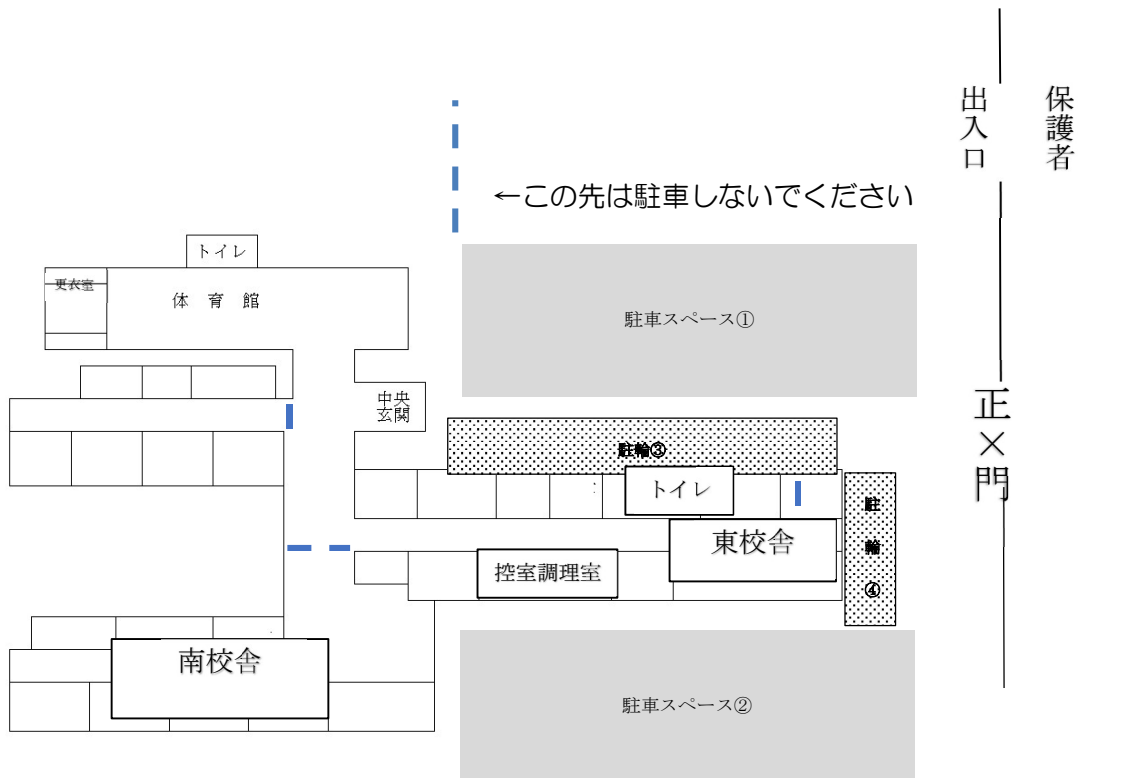 保護者
出入口
←この先は駐車しないでください
トイレ
更衣室
体育館
駐車スペース①
中央
玄関
正×門
駐輪③
トイレ
駐輪④
東校舎
控室調理室
南校舎
駐車スペース②